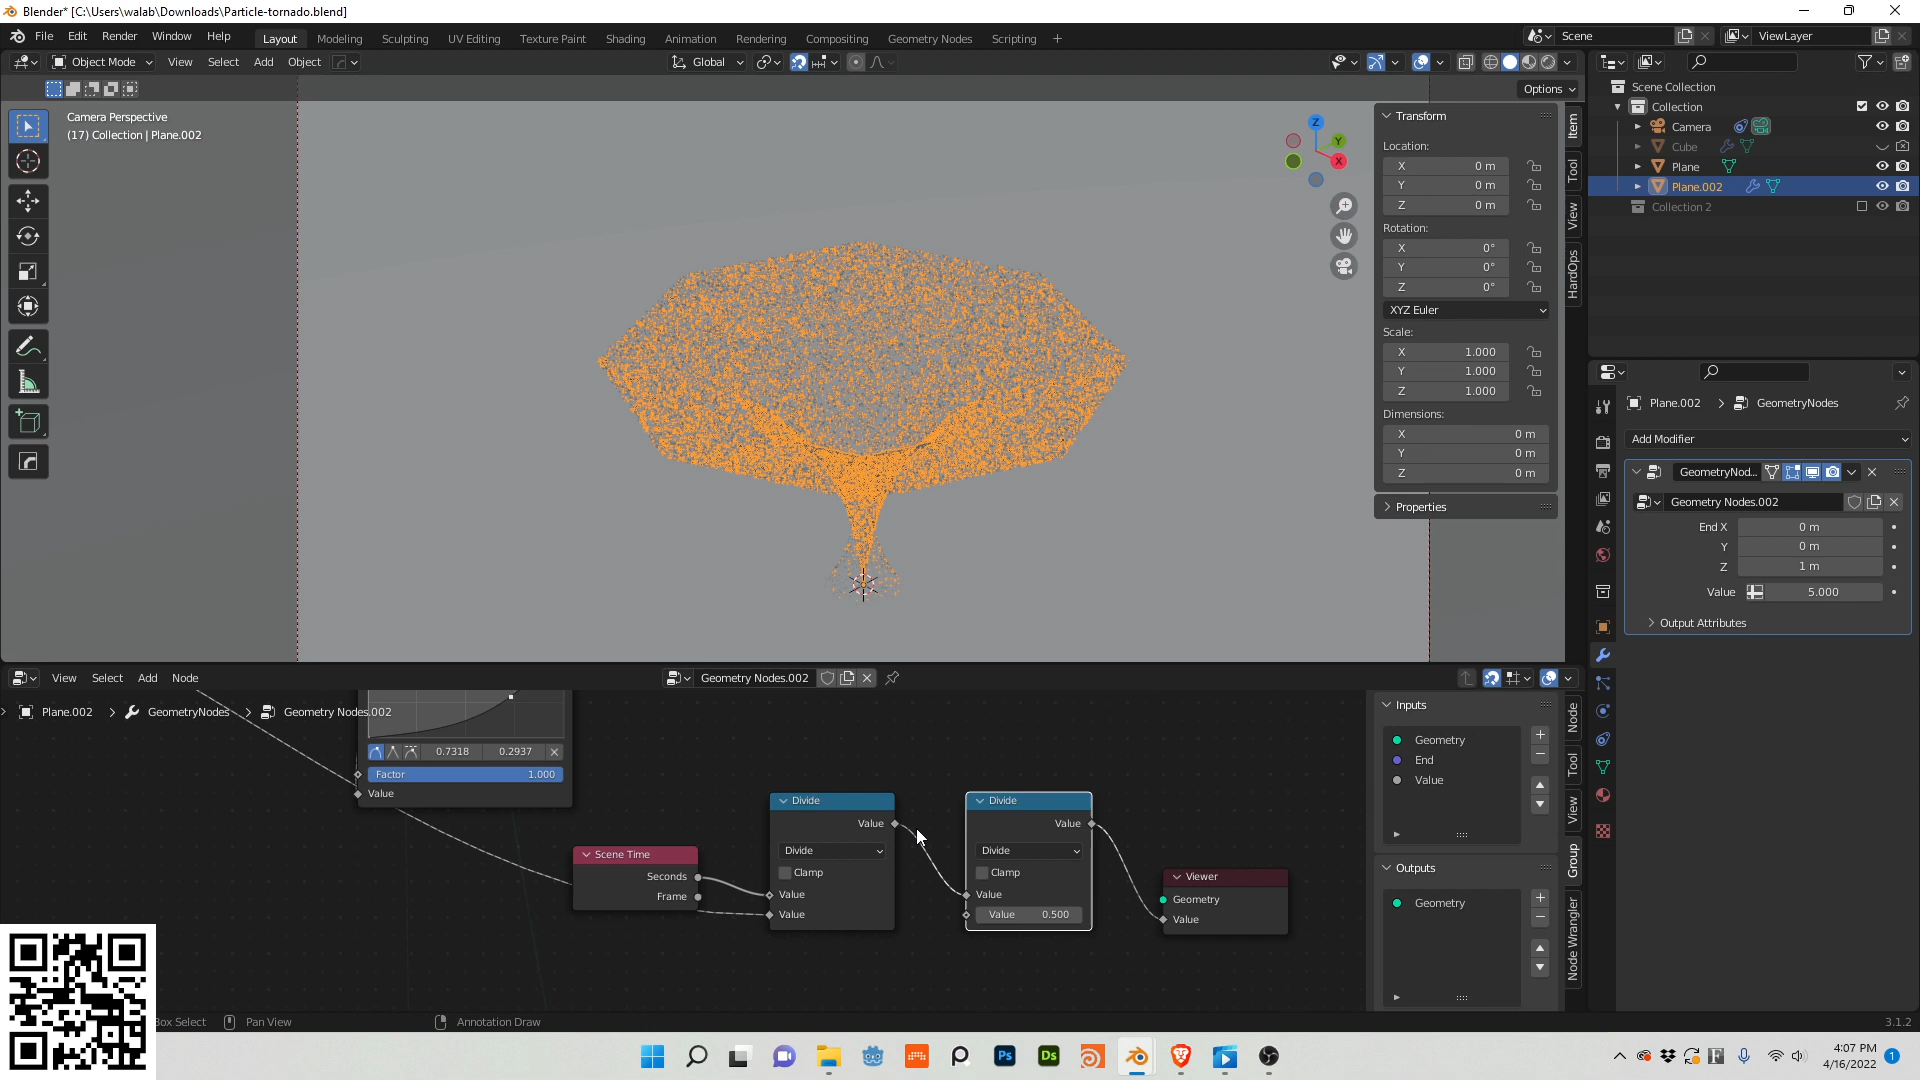 Blender* [C:\Users\walab\Downloads\Particle-tornado.blend]
File Edit Render Window Help Layout Modeling Sculpting UV Editing Texture Paint Shading Animation Rendering Compositing Geometry Nodes Scripting + Scene ViewLayer
Object Mode View Select Add Object Global
Options
Camera Perspective
(17) Collection | Plane.002
Z
Y
X
Transform
Location:
X 0 m
Y 0 m
Z 0 m
Rotation:
X 0°
Y 0°
Z 0°
XYZ Euler
Scale:
X 1.000
Y 1.000
Z 1.000
Dimensions:
X 0 m
Y 0 m
Z 0 m
Properties
Item
Tool
View
HardOps
Scene Collection
Collection
Camera
Cube
Plane
Plane.002
Collection 2
Plane.002 > GeometryNodes
Add Modifier
GeometryNod...
Geometry Nodes.002
End X 0 m
Y 0 m
Z 1 m
Value 5.000
Output Attributes
View Select Add Node Geometry Nodes.002
Plane.002 > GeometryNodes > Geometry Nodes.002
0.7318 0.2937
Factor 1.000
Value
Scene Time
Seconds
Frame
Divide
Value
Divide
Clamp
Value
Value
Divide
Value
Divide
Clamp
Value
Value 0.500
Viewer
Geometry
Value
Inputs
Geometry
End
Value
Outputs
Geometry
Node
Tool
View
Group
Node Wrangler
Box Select Pan View Annotation Draw 3.1.2
Ps
Ds
4:07 PM
4/16/2022
1